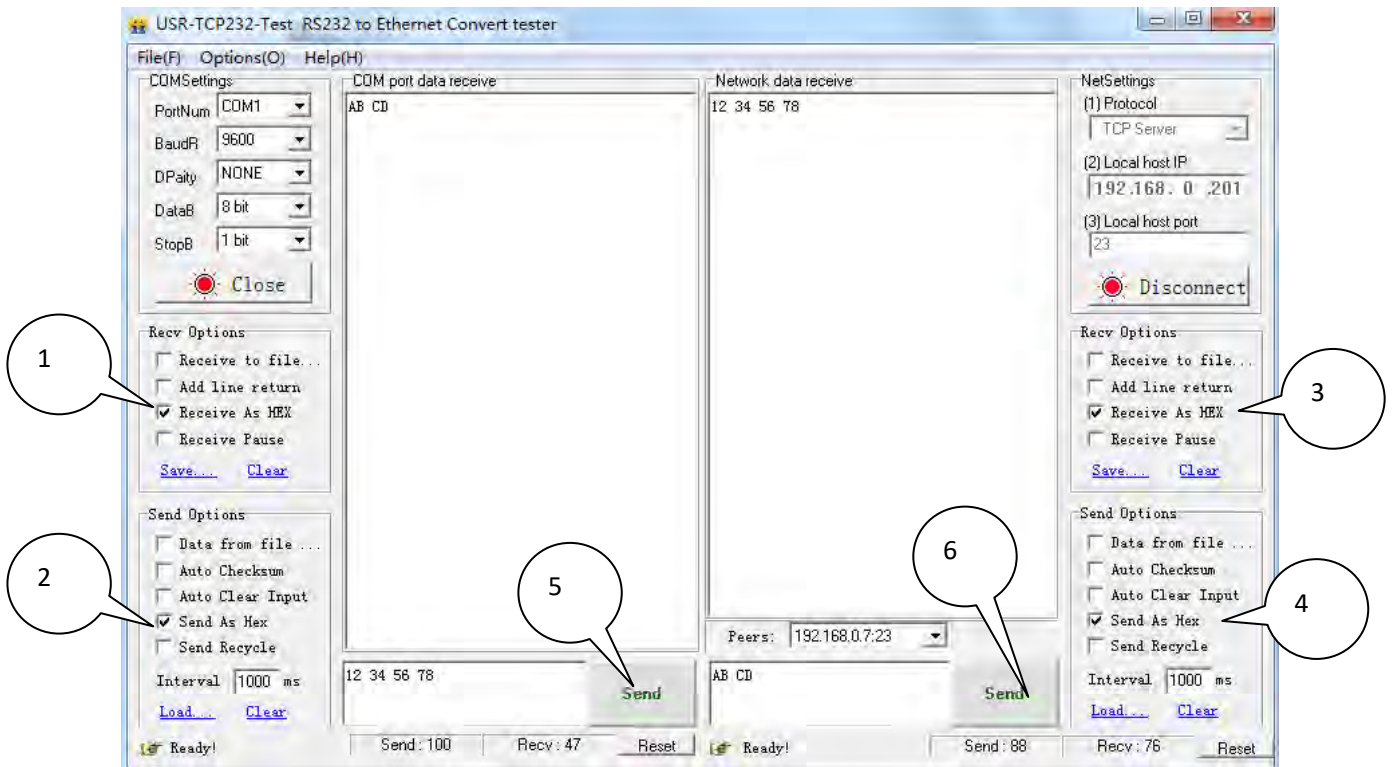 USR-TCP232-Test RS232 to Ethernet Convert tester
File(F) Options(O) Help(H)
COMSettings
PortNum COM1
BaudR 9600
DPaity NONE
DataB 8 bit
StopB 1 bit
Close
Recv Options
Receive to file...
Add line return
Receive As HEX
Receive Pause
Save... Clear
1
Send Options
Data from file ...
Auto Checksum
Auto Clear Input
Send As Hex
Send Recycle
Interval 1000 ms
Load... Clear
2
Ready!
COM port data receive
AB CD
5
12 34 56 78
Send
Send : 100 Recv : 47 Reset
Network data receive
12 34 56 78
6
Peers: 192.168.0.7:23
AB CD
Send
Ready! Send : 88 Recv : 76 Reset
NetSettings
(1) Protocol
TCP Server
(2) Local host IP
192.168. 0 .201
(3) Local host port
23
Disconnect
Recv Options
Receive to file...
Add line return
Receive As HEX
Receive Pause
Save... Clear
3
Send Options
Data from file ...
Auto Checksum
Auto Clear Input
Send As Hex
Send Recycle
Interval 1000 ms
Load... Clear
4